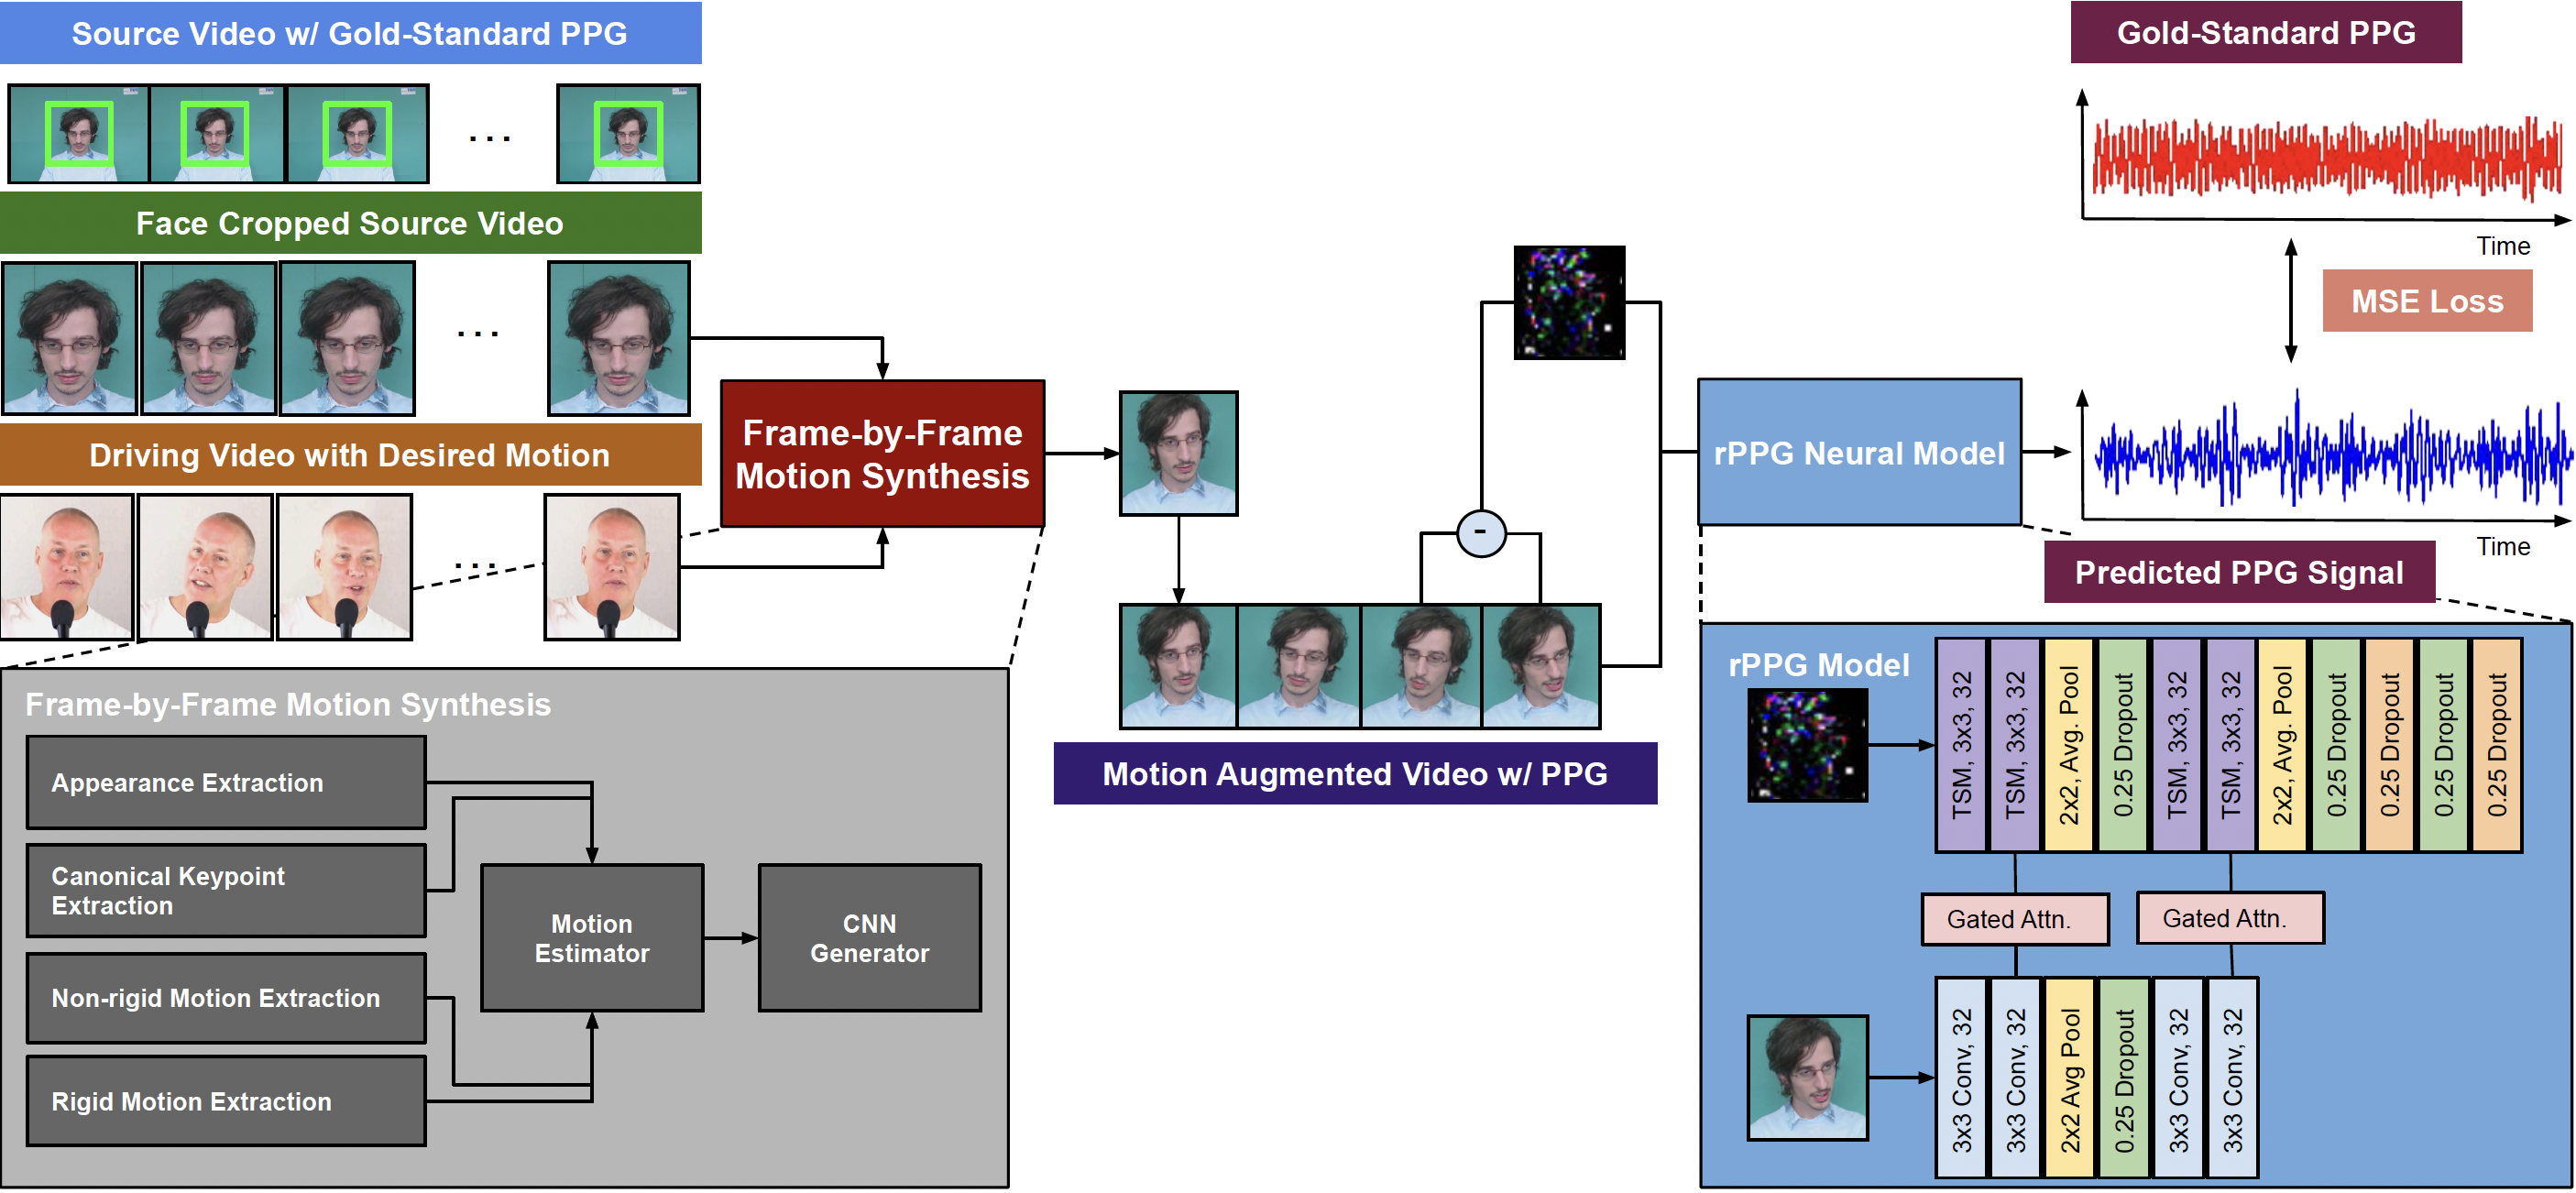 Source Video w/ Gold-Standard PPG
Face Cropped Source Video
Driving Video with Desired Motion
Frame-by-Frame
Motion Synthesis
Frame-by-Frame Motion Synthesis
Appearance Extraction
Canonical Keypoint
Extraction
Non-rigid Motion Extraction
Rigid Motion Extraction
Motion
Estimator
CNN
Generator
-
Motion Augmented Video w/ PPG
rPPG Neural Model
Gold-Standard PPG
Time
MSE Loss
Time
Predicted PPG Signal
rPPG Model
TSM, 3x3, 32
TSM, 3x3, 32
2x2, Avg. Pool
0.25 Dropout
TSM, 3x3, 32
TSM, 3x3, 32
2x2, Avg. Pool
0.25 Dropout
0.25 Dropout
0.25 Dropout
0.25 Dropout
Gated Attn.
Gated Attn.
3x3 Conv, 32
3x3 Conv, 32
2x2 Avg Pool
0.25 Dropout
3x3 Conv, 32
3x3 Conv, 32